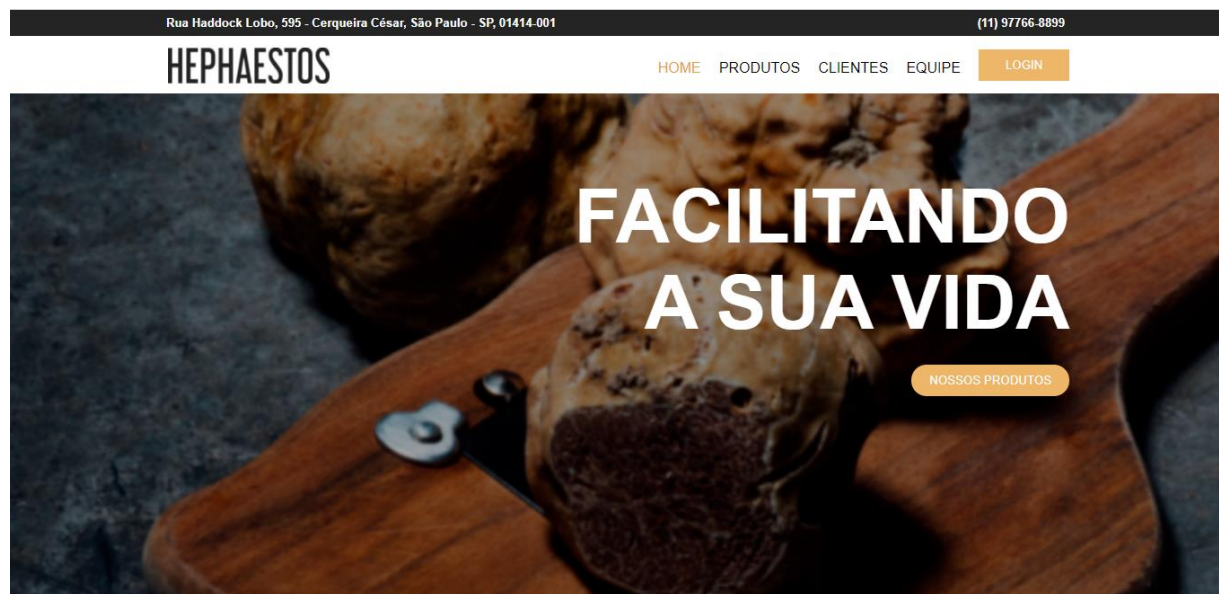 Rua Haddock Lobo, 595 - Cerqueira César, São Paulo - SP, 01414-001
(11) 97766-8899
HEPHAESTOS
HOME
PRODUTOS
CLIENTES
EQUIPE
LOGIN
FACILITANDO
A SUA VIDA
NOSSOS PRODUTOS